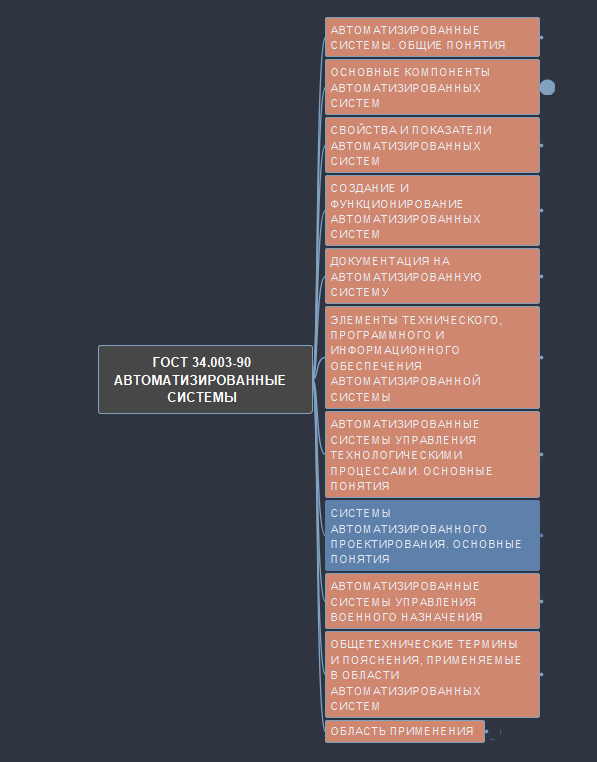 АВТОМАТИЗИРОВАННЫЕ
СИСТЕМЫ. ОБЩИЕ ПОНЯТИЯ
ОСНОВНЫЕ КОМПОНЕНТЫ
АВТОМАТИЗИРОВАННЫХ
СИСТЕМ
СВОЙСТВА И ПОКАЗАТЕЛИ
АВТОМАТИЗИРОВАННЫХ
СИСТЕМ
СОЗДАНИЕ И
ФУНКЦИОНИРОВАНИЕ
АВТОМАТИЗИРОВАННЫХ
СИСТЕМ
ДОКУМЕНТАЦИЯ НА
АВТОМАТИЗИРОВАННУЮ
СИСТЕМУ
ЭЛЕМЕНТЫ ТЕХНИЧЕСКОГО,
ПРОГРАММНОГО И
ИНФОРМАЦИОННОГО
ОБЕСПЕЧЕНИЯ
АВТОМАТИЗИРОВАННОЙ
СИСТЕМЫ
ГОСТ 34.003-90
АВТОМАТИЗИРОВАННЫЕ
СИСТЕМЫ
АВТОМАТИЗИРОВАННЫЕ
СИСТЕМЫ УПРАВЛЕНИЯ
ТЕХНОЛОГИЧЕСКИМИ
ПРОЦЕССАМИ. ОСНОВНЫЕ
ПОНЯТИЯ
СИСТЕМЫ
АВТОМАТИЗИРОВАННОГО
ПРОЕКТИРОВАНИЯ. ОСНОВНЫЕ
ПОНЯТИЯ
АВТОМАТИЗИРОВАННЫЕ
СИСТЕМЫ УПРАВЛЕНИЯ
ВОЕННОГО НАЗНАЧЕНИЯ
ОБЩЕТЕХНИЧЕСКИЕ ТЕРМИНЫ
И ПОЯСНЕНИЯ, ПРИМЕНЯЕМЫЕ
В ОБЛАСТИ
АВТОМАТИЗИРОВАННЫХ
СИСТЕМ
ОБЛАСТЬ ПРИМЕНЕНИЯ